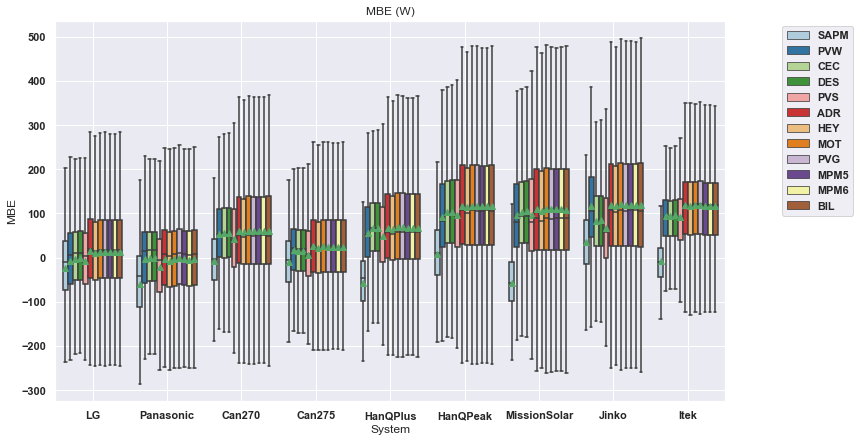 MBE (W)
500
400
300
200
100
0
−100
−200
−300
MBE
LG Panasonic Can270 Can275 HanQPlus HanQPeak MissionSolar Jinko Itek
System
SAPM
PVW
CEC
DES
PVS
ADR
HEY
MOT
PVG
MPM5
MPM6
BIL